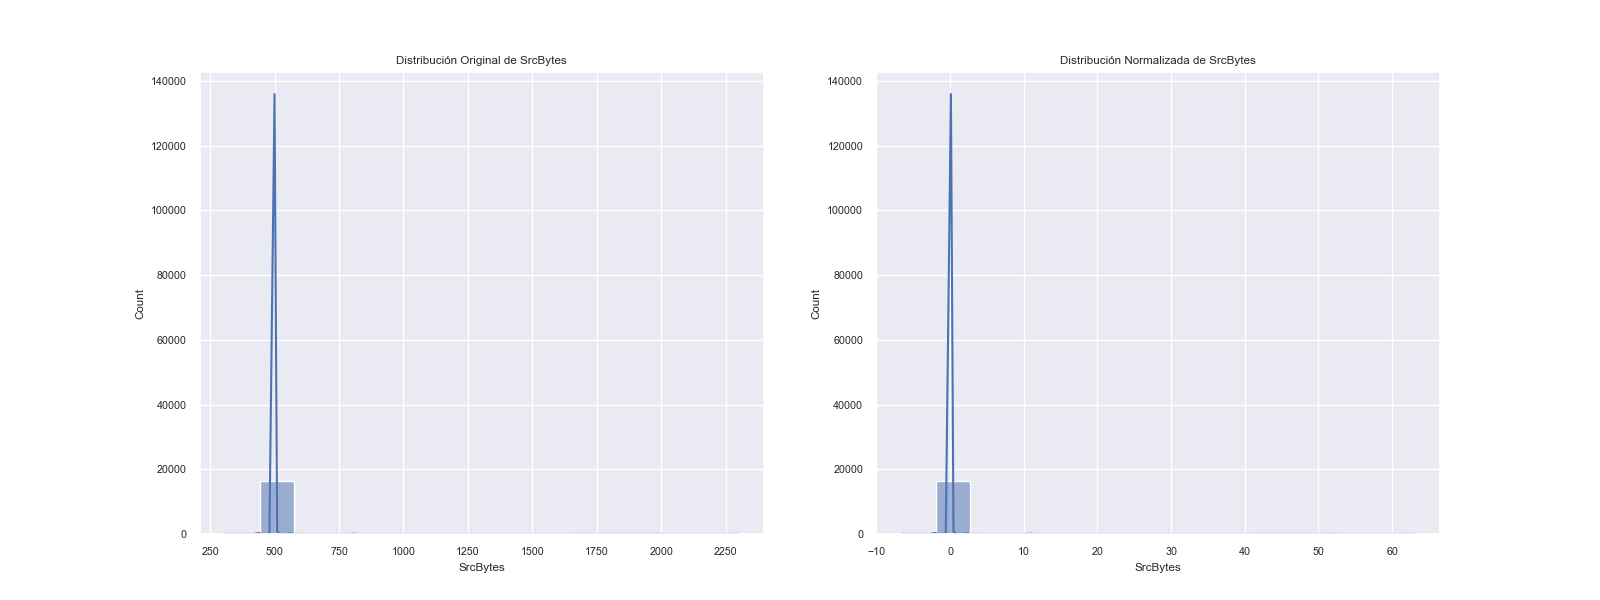 Distribución Original de SrcBytes
140000
120000
100000
80000
60000
40000
20000
0
Count
250 500 750 1000 1250 1500 1750 2000 2250
SrcBytes
Distribución Normalizada de SrcBytes
140000
120000
100000
80000
60000
40000
20000
0
Count
−10 0 10 20 30 40 50 60
SrcBytes